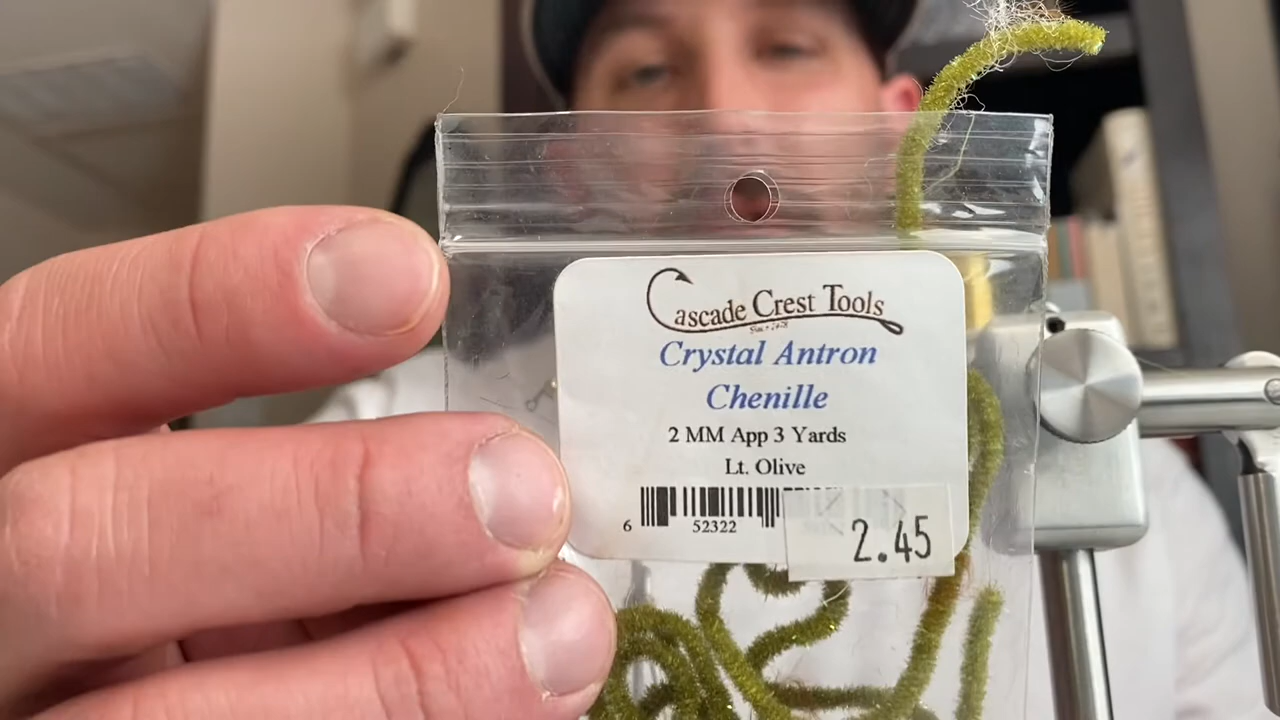 Cascade Crest Tools
Crystal Antron
Chenille
2 MM App 3 Yards
Lt. Olive
6 52322
2.45